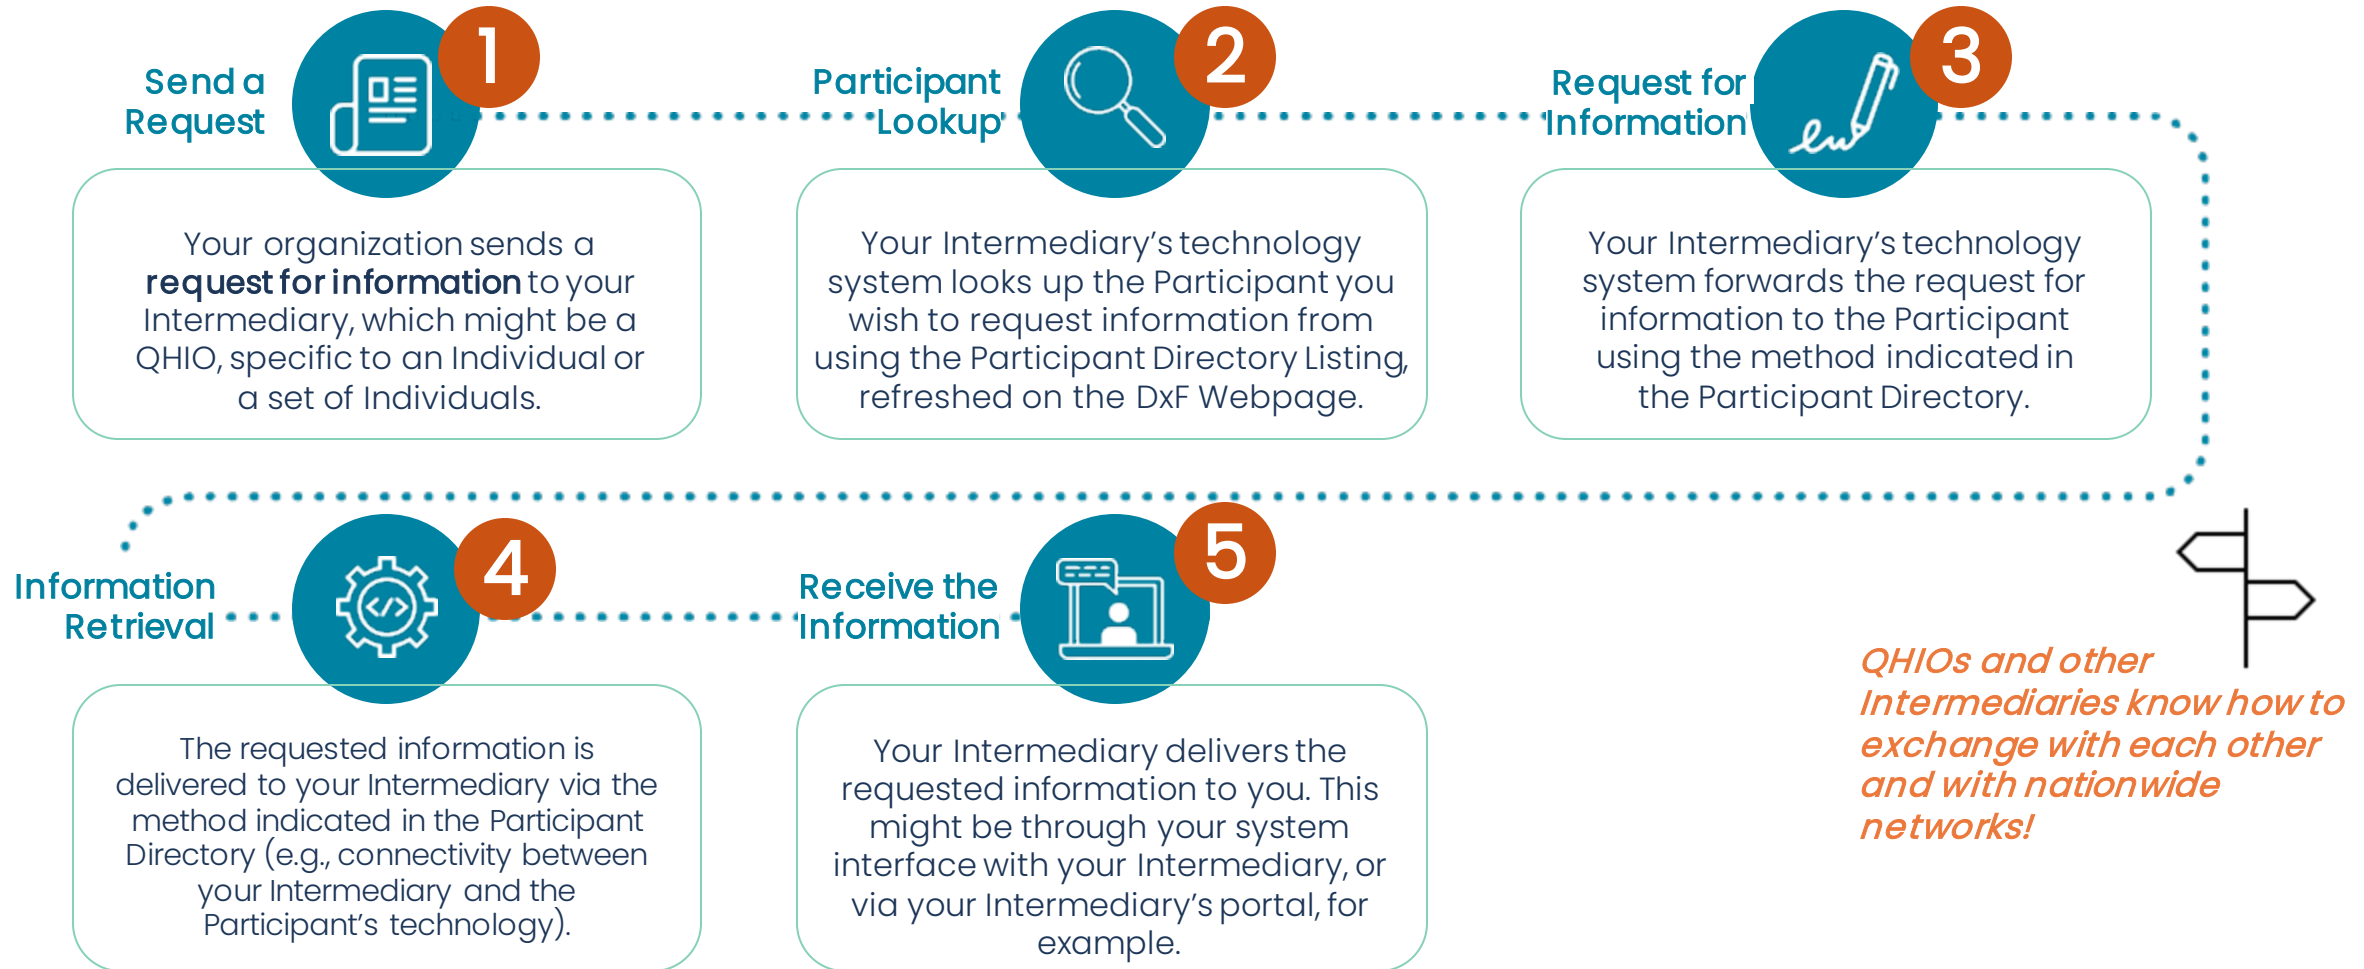 1
Send a
Request
Your organization sends a
request for information to your
Intermediary, which might be a
QHIO, specific to an Individual or
a set of Individuals.
2
Participant
Lookup
Your Intermediary’s technology
system looks up the Participant you
wish to request information from
using the Participant Directory Listing,
refreshed on the DxF Webpage.
3
Request for
Information
Your Intermediary’s technology
system forwards the request for
information to the Participant
using the method indicated in
the Participant Directory.
4
Information
Retrieval
The requested information is
delivered to your Intermediary via the
method indicated in the Participant
Directory (e.g., connectivity between
your Intermediary and the
Participant’s technology).
5
Receive the
Information
Your Intermediary delivers the
requested information to you. This
might be through your system
interface with your Intermediary, or
via your Intermediary’s portal, for
example.
QHIOs and other
Intermediaries know how to
exchange with each other
and with nationwide
networks!